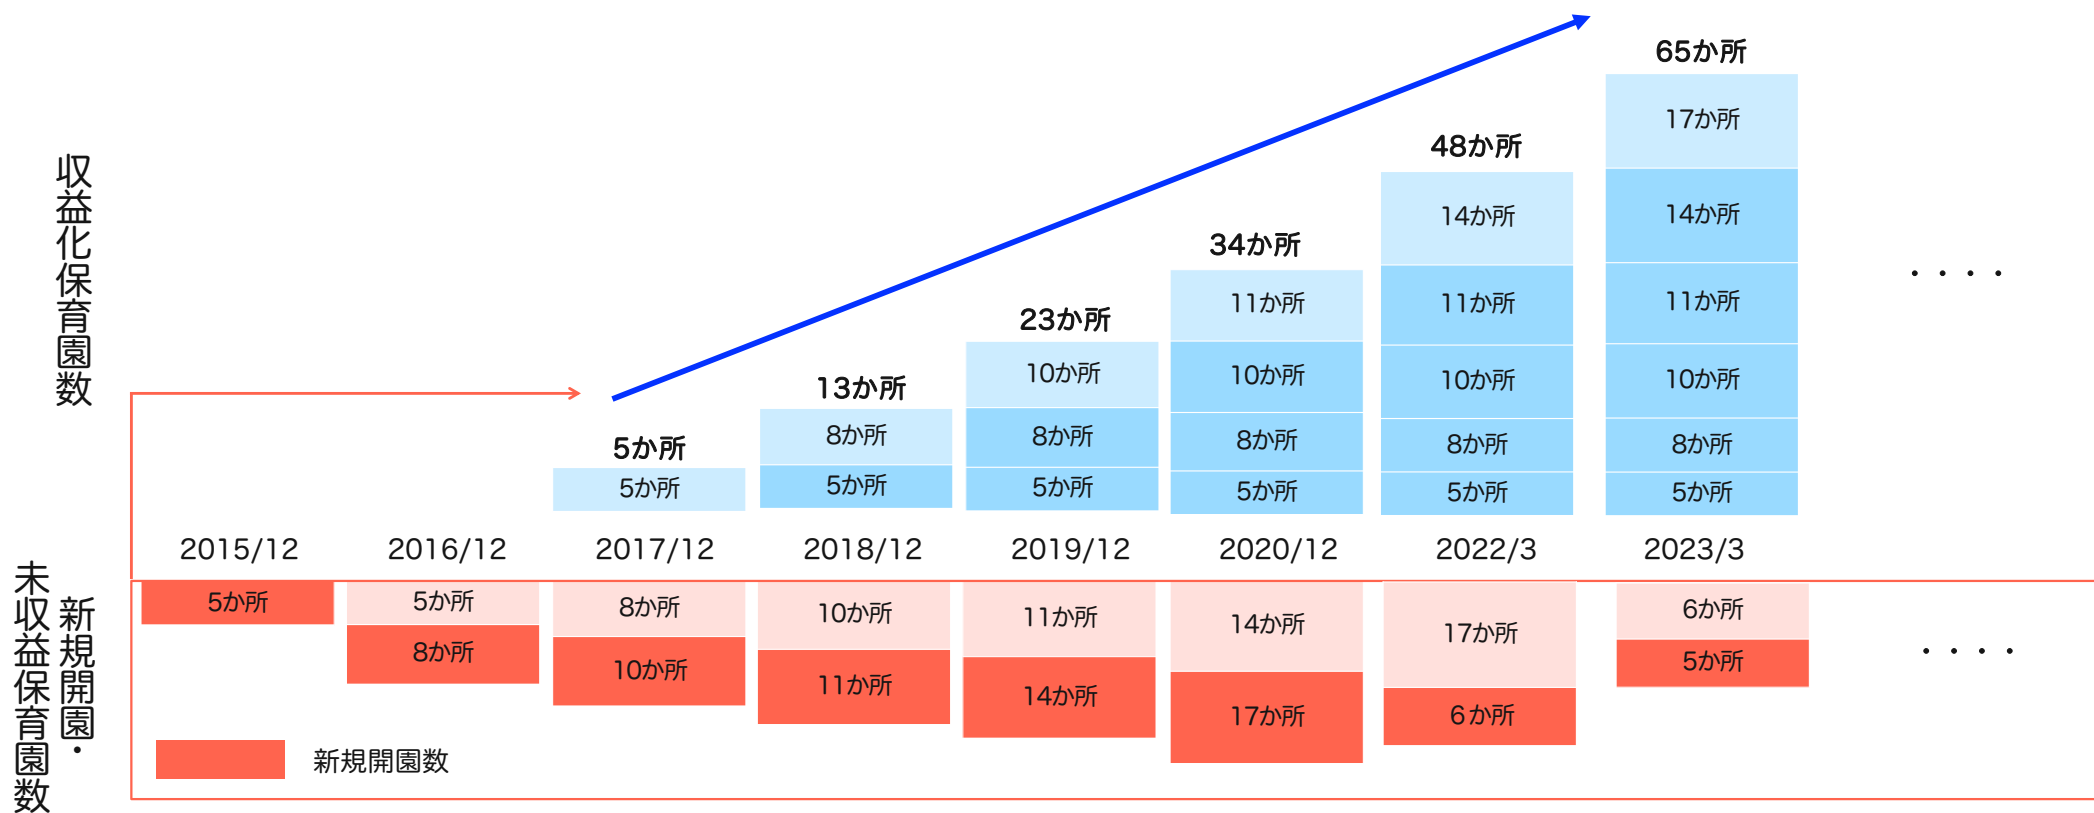 収益化保育園数
5か所
5か所
13か所
8か所
5か所
23か所
10か所
8か所
5か所
34か所
11か所
10か所
8か所
5か所
48か所
14か所
11か所
10か所
8か所
5か所
65か所
17か所
14か所
11か所
10か所
8か所
5か所
・・・・
2015/12 2016/12 2017/12 2018/12 2019/12 2020/12 2022/3 2023/3
新規開園・
未収益保育園数
5か所
5か所
8か所
8か所
10か所
10か所
11か所
11か所
14か所
14か所
17か所
17か所
6か所
6か所
5か所
・・・・
新規開園数